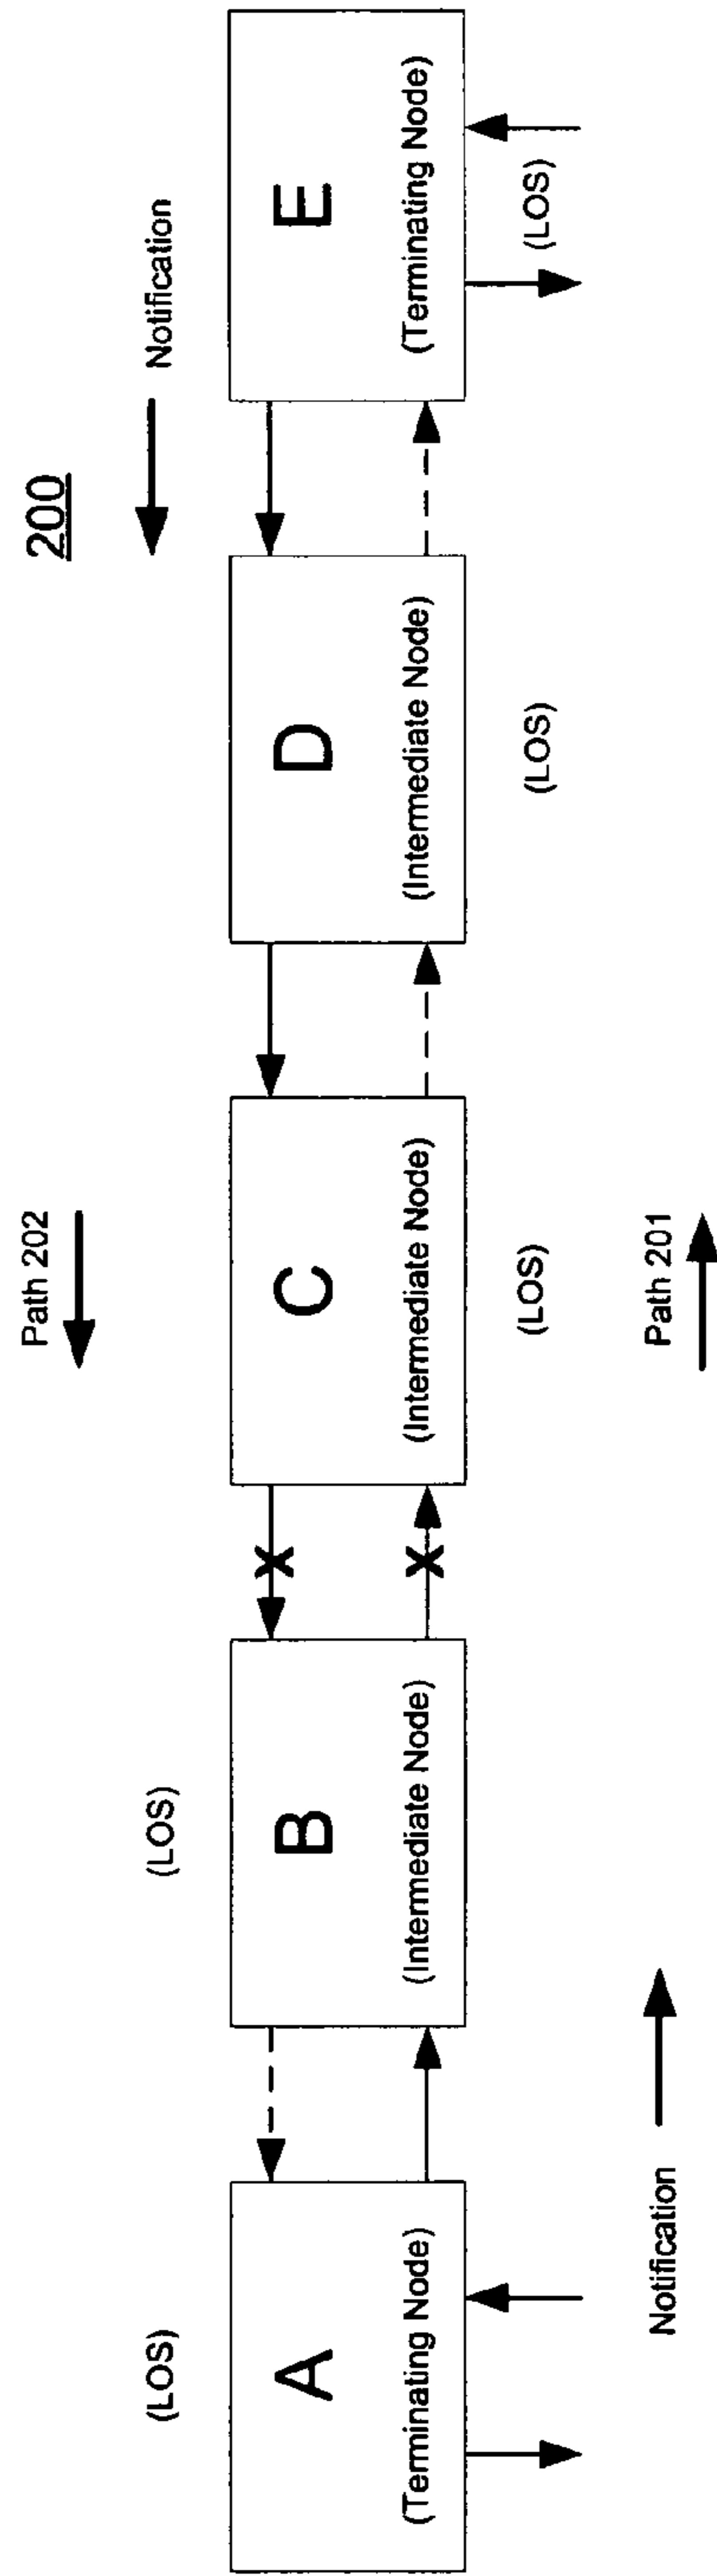 200
Path 202
Notification
(LOS)
(LOS)
A
(Terminating Node)
B
(Intermediate Node)
C
(Intermediate Node)
D
(Intermediate Node)
E
(Terminating Node)
(LOS)
(LOS)
(LOS)
Notification
Path 201